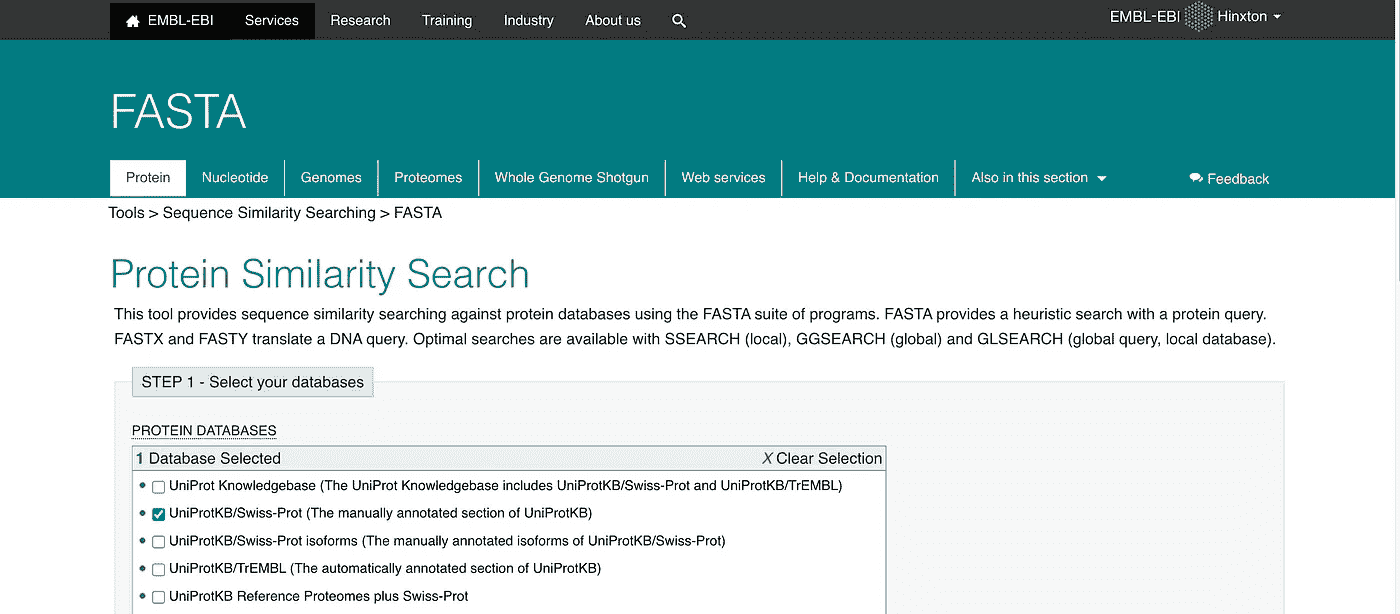 EMBL-EBI Services Research Training Industry About us EMBL-EBI Hinxton
FASTA
Protein Nucleotide Genomes Proteomes Whole Genome Shotgun Web services Help & Documentation Also in this section Feedback
Tools > Sequence Similarity Searching > FASTA
Protein Similarity Search
This tool provides sequence similarity searching against protein databases using the FASTA suite of programs. FASTA provides a heuristic search with a protein query.
FASTX and FASTY translate a DNA query. Optimal searches are available with SSEARCH (local), GGSEARCH (global) and GLSEARCH (global query, local database).
STEP 1 - Select your databases
PROTEIN DATABASES
1 Database Selected X Clear Selection
UniProt Knowledgebase (The UniProt Knowledgebase includes UniProtKB/Swiss-Prot and UniProtKB/TrEMBL)
UniProtKB/Swiss-Prot (The manually annotated section of UniProtKB)
UniProtKB/Swiss-Prot isoforms (The manually annotated isoforms of UniProtKB/Swiss-Prot)
UniProtKB/TrEMBL (The automatically annotated section of UniProtKB)
UniProtKB Reference Proteomes plus Swiss-Prot